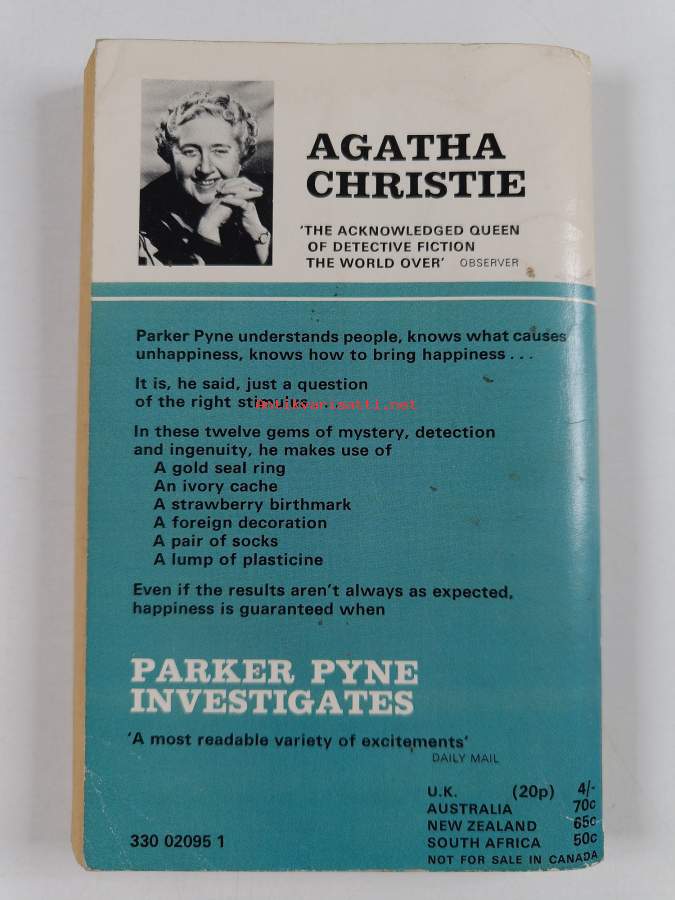 AGATHA
CHRISTIE
'THE ACKNOWLEDGED QUEEN
OF DETECTIVE FICTION
THE WORLD OVER' OBSERVER
Parker Pyne understands people, knows what causes
unhappiness, knows how to bring happiness . . .
It is, he said, just a question
of the right stimulus . . .
Antikvariaatti.net
In these twelve gems of mystery, detection
and ingenuity, he makes use of
A gold seal ring
An ivory cache
A strawberry birthmark
A foreign decoration
A pair of socks
A lump of plasticine
Even if the results aren't always as expected,
happiness is guaranteed when
PARKER PYNE
INVESTIGATES
'A most readable variety of excitements'
DAILY MAIL
U.K. (20p) 4/-
AUSTRALIA 70c
NEW ZEALAND 65c
SOUTH AFRICA 50c
NOT FOR SALE IN CANADA
330 02095 1